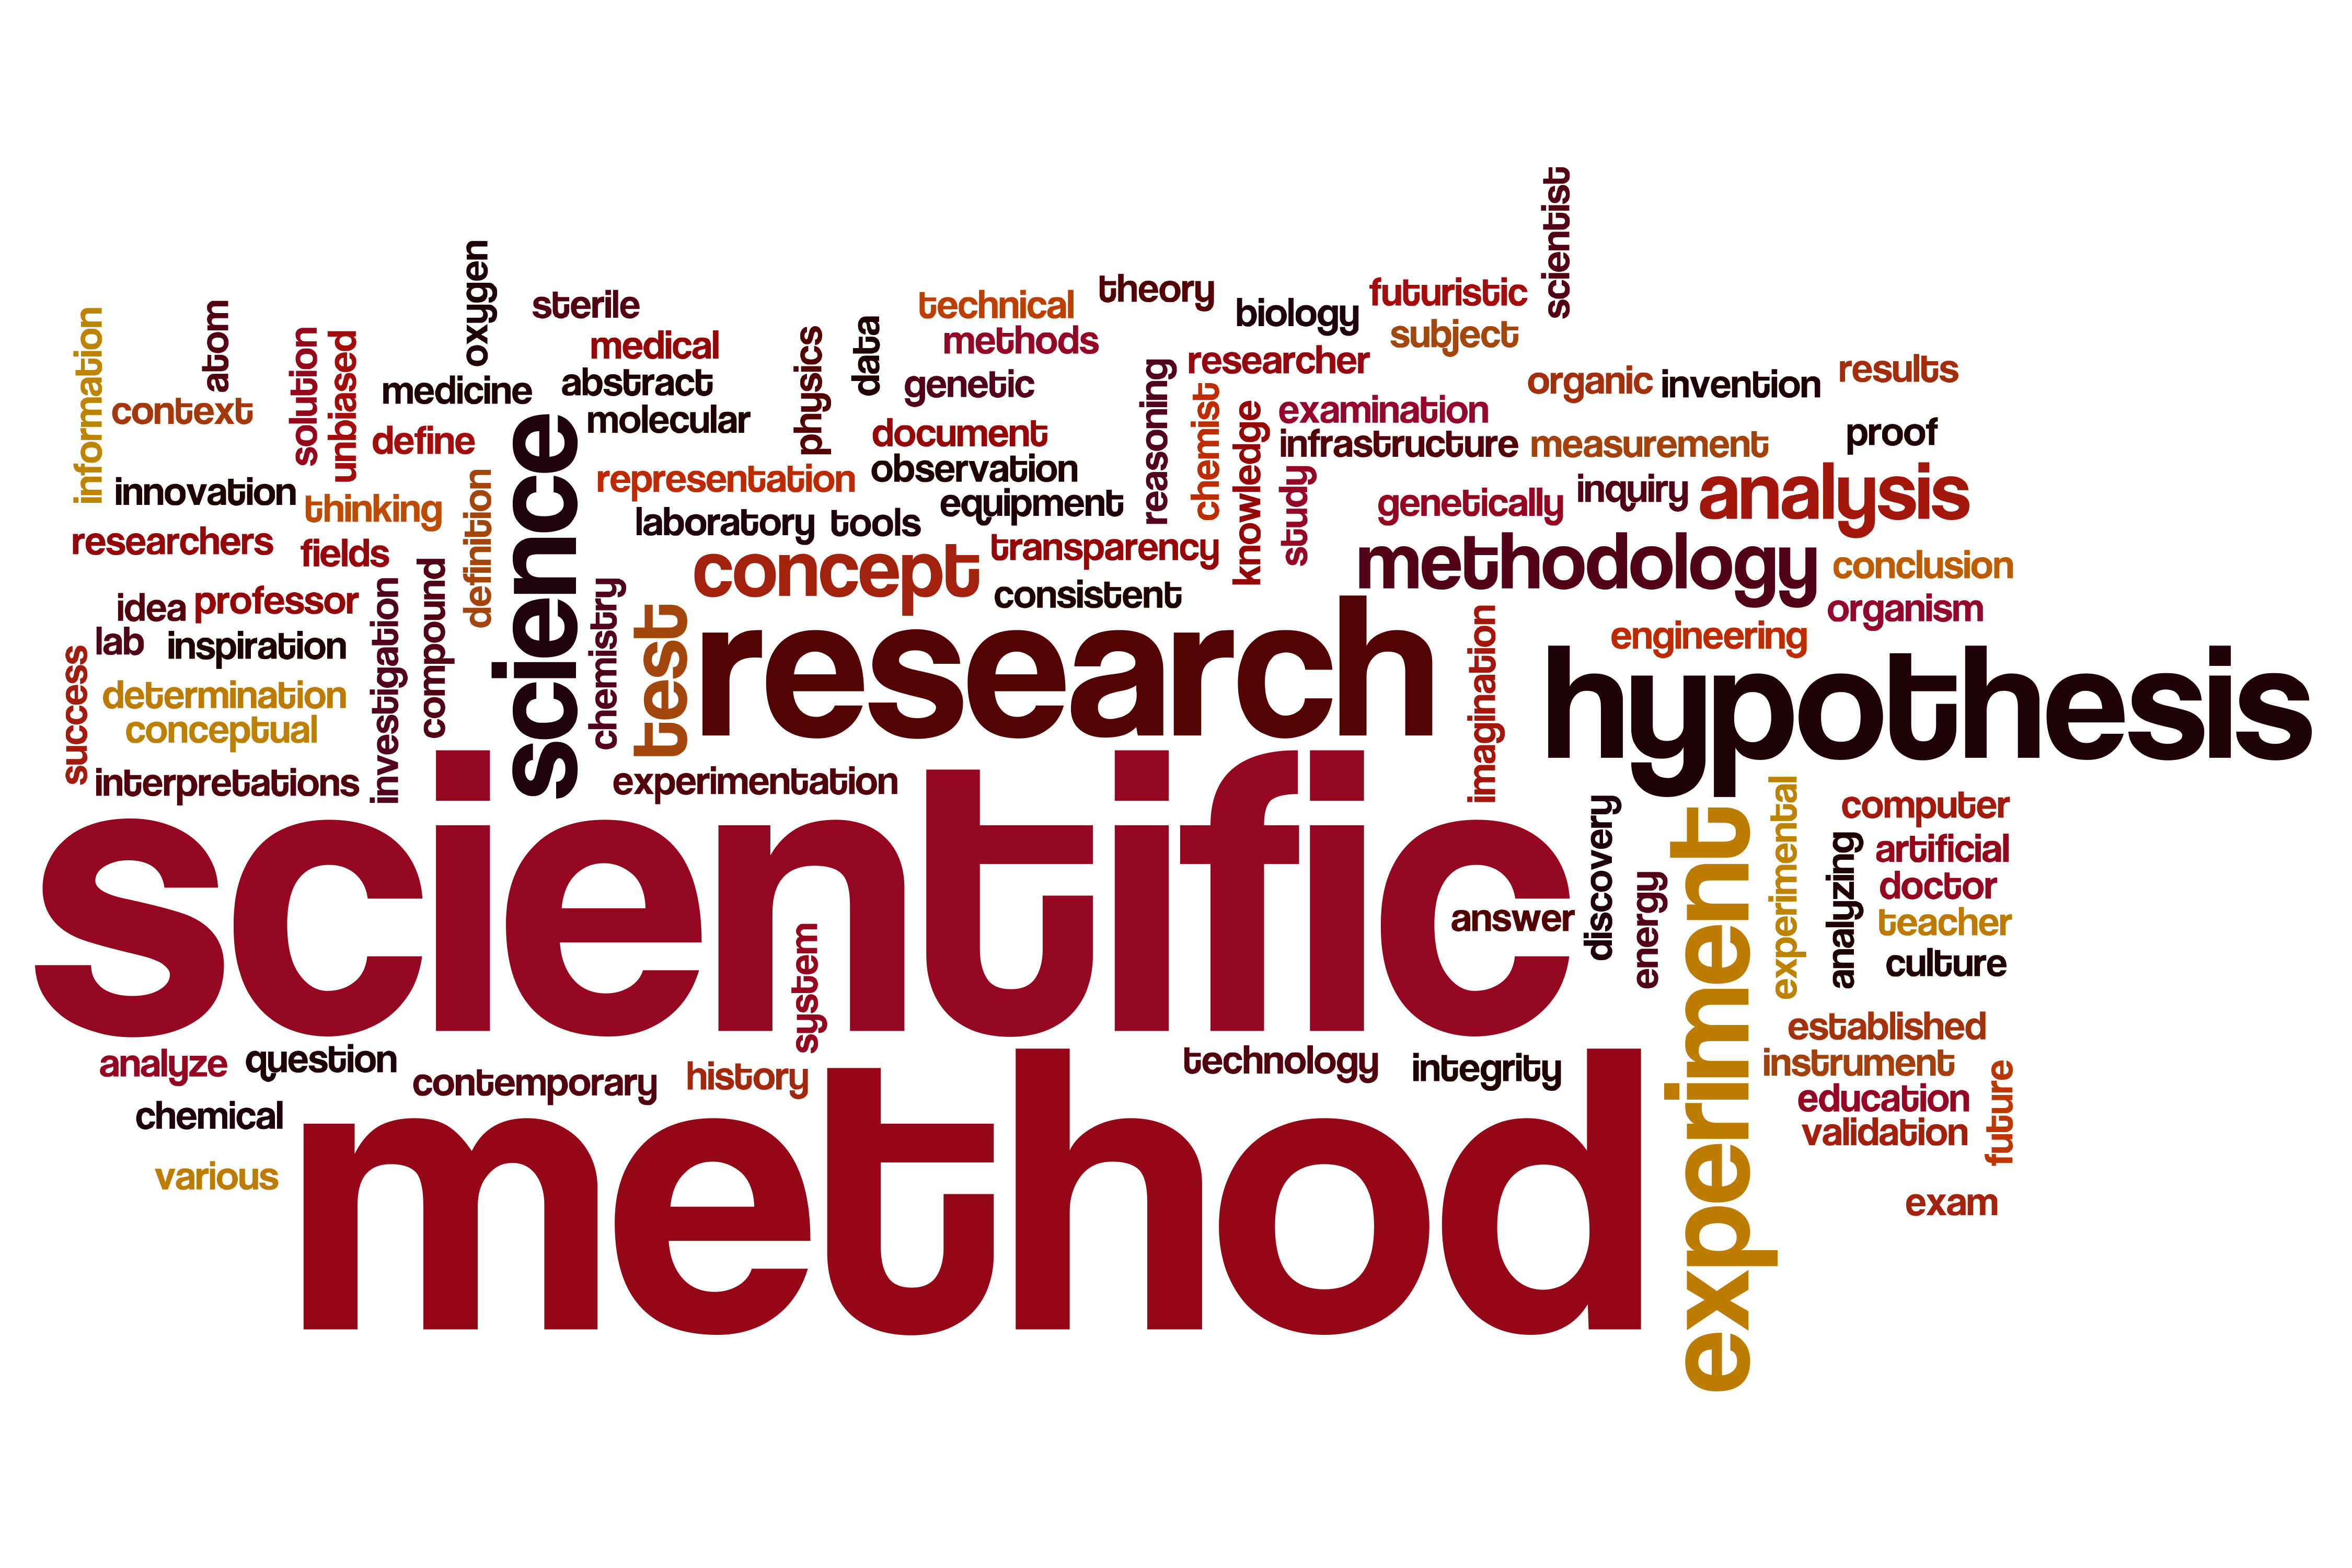 scientist
oxygen
sterile
technical
theory
futuristic
information
atom
solution
unbiased
medical
physics
data
methods
biology
subject
medicine
abstract
genetic
reasoning
researcher
organic
invention
results
context
define
science
molecular
document
chemist
knowledge
examination
infrastructure
measurement
proof
innovation
thinking
definition
representation
observation
equipment
study
genetically
inquiry
analysis
researchers
fields
laboratory
tools
concept
transparency
methodology
conclusion
idea
professor
investigation
compound
chemistry
test
consistent
research
imagination
engineering
organism
lab
inspiration
hypothesis
success
determination
conceptual
interpretations
experimentation
scientific
answer
discovery
energy
experiment
experimental
analyzing
computer
artificial
doctor
teacher
culture
system
analyze
question
contemporary
history
technology
integrity
established
instrument
education
validation
future
chemical
various
method
exam